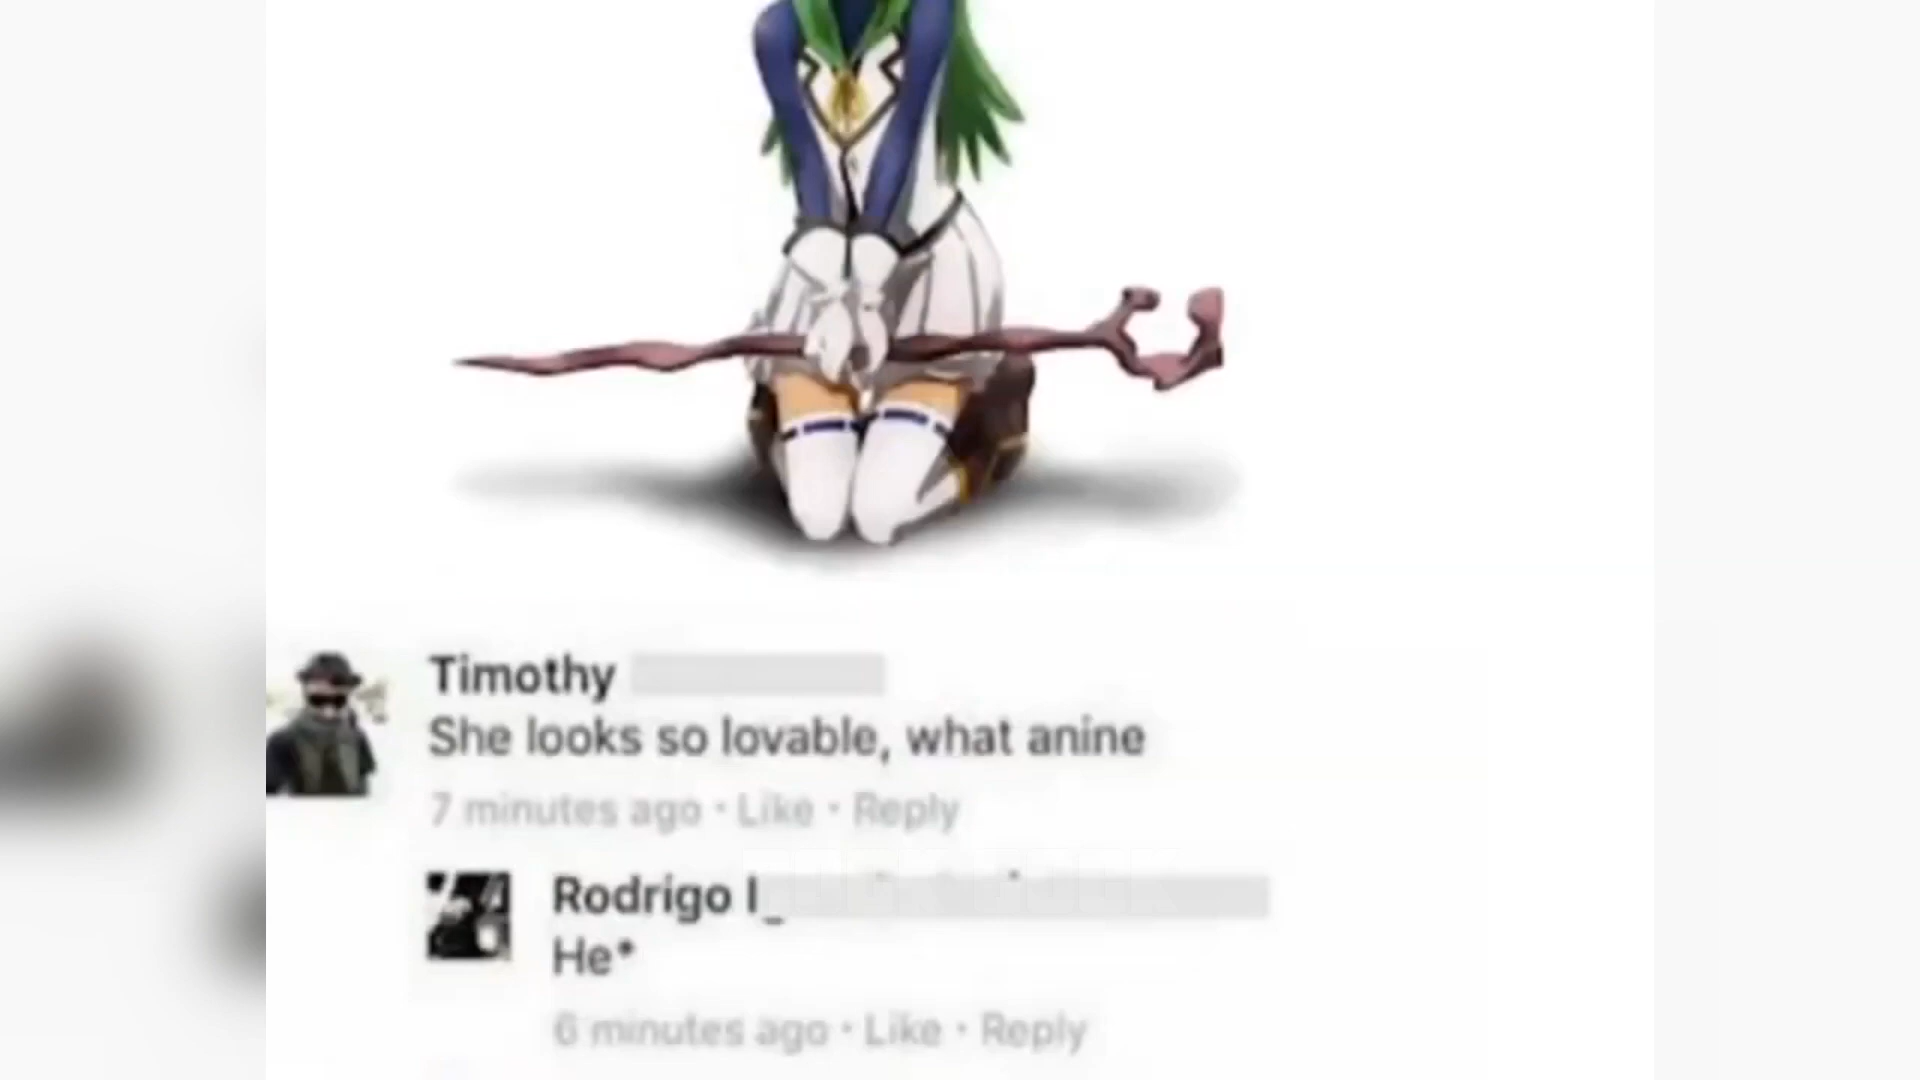 Timothy
She looks so lovable, what anine
7 minutes ago · Like · Reply
Rodrigo I_
He*
6 minutes ago · Like · Reply